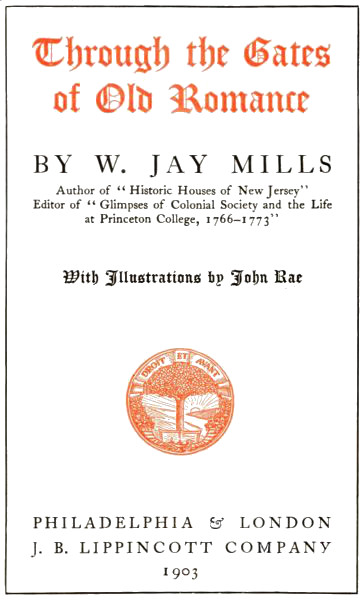 Through the Gates
of Old Romance
BY W. JAY MILLS
Author of “Historic Houses of New Jersey”
Editor of “Glimpses of Colonial Society and the Life
at Princeton College, 1766–1773”
With Illustrations by John Rae
DROIT ET AVANT
PHILADELPHIA & LONDON
J. B. LIPPINCOTT COMPANY
1903